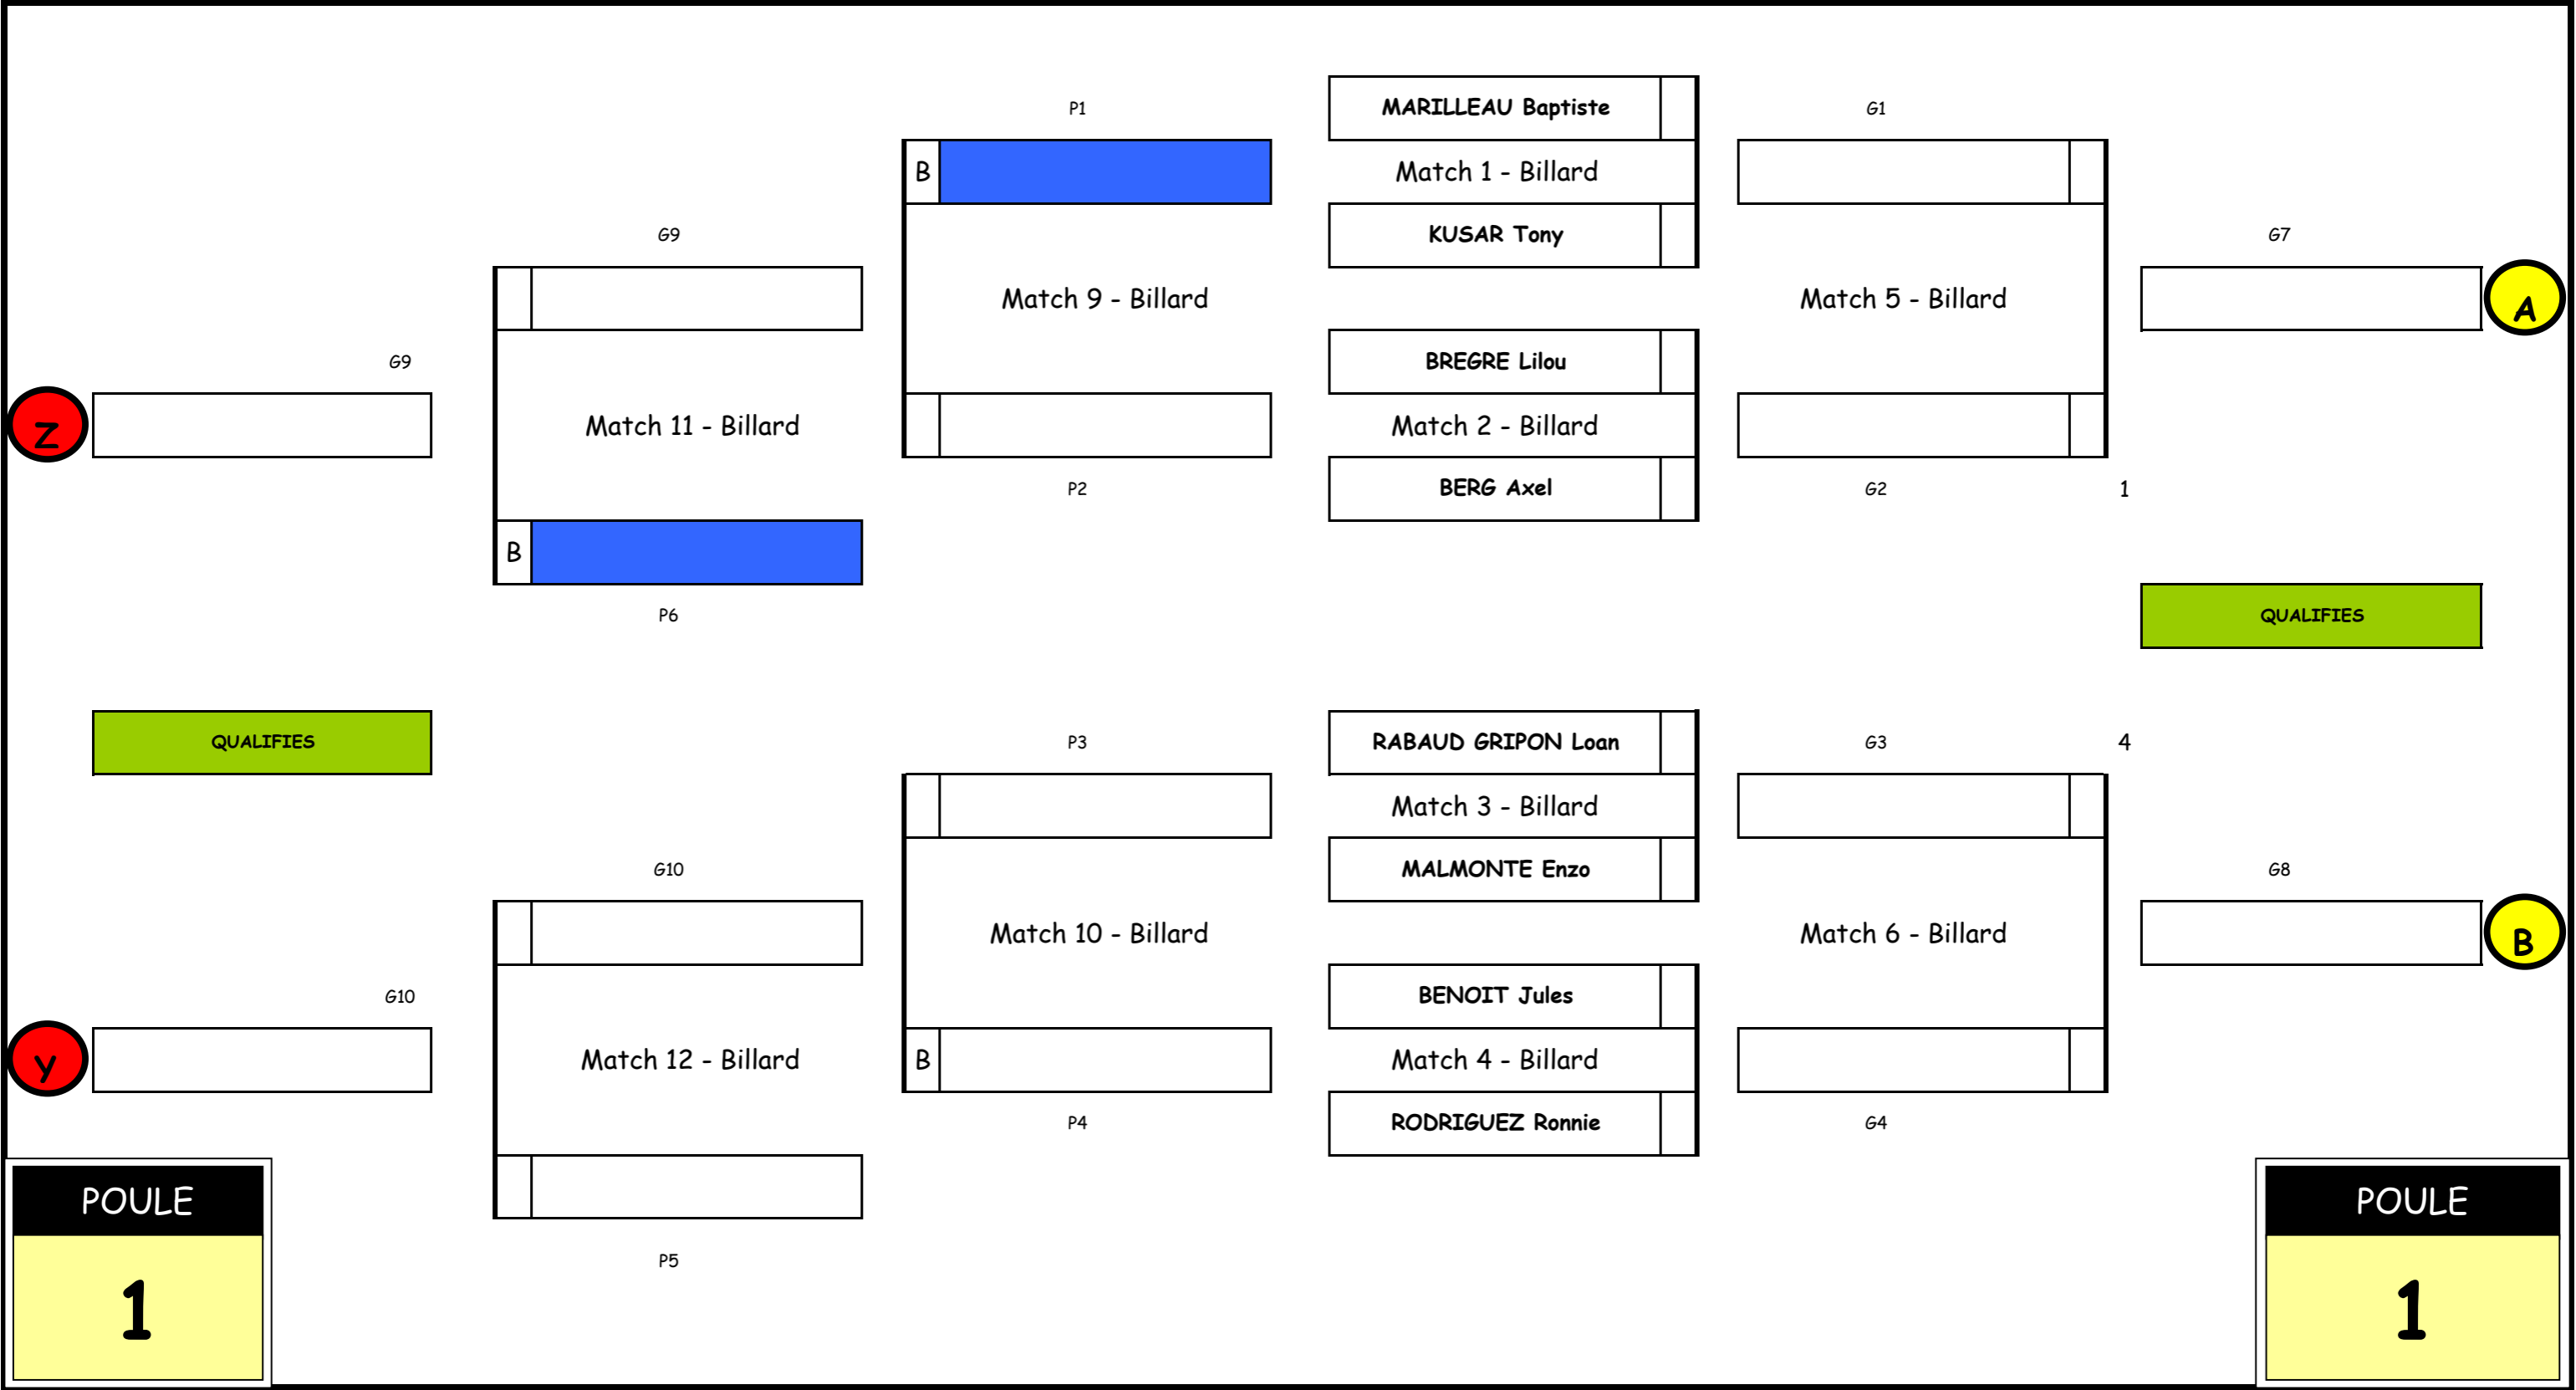 P1
MARILLEAU Baptiste
G1
B
Match 1 - Billard
G9
KUSAR Tony
G7
Match 9 - Billard
Match 5 - Billard
A
G9
BREGRE Lilou
Z
Match 11 - Billard
Match 2 - Billard
P2
BERG Axel
G2
1
B
P6
QUALIFIES
QUALIFIES
P3
RABAUD GRIPON Loan
G3
4
Match 3 - Billard
G10
MALMONTE Enzo
G8
Match 10 - Billard
Match 6 - Billard
B
G10
BENOIT Jules
Y
Match 12 - Billard
B
Match 4 - Billard
P4
RODRIGUEZ Ronnie
G4
POULE
POULE
P5
1
1